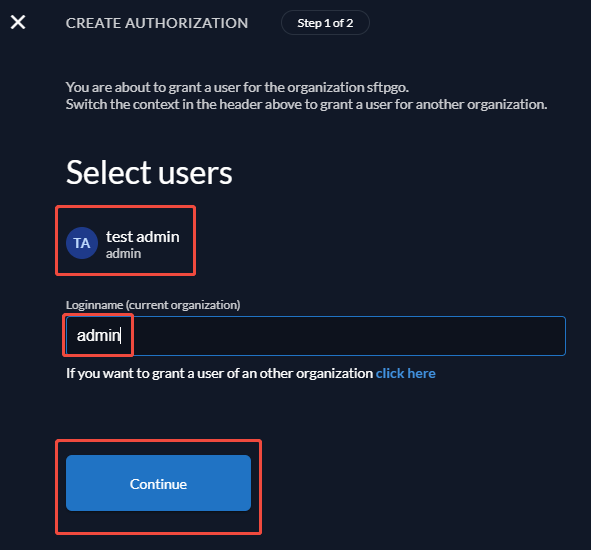 CREATE AUTHORIZATION Step 1 of 2
You are about to grant a user for the organization sftpgo.
Switch the context in the header above to grant a user for another organization.
Select users
TA test admin
admin
Loginname (current organization)
admin
If you want to grant a user of an other organization click here
Continue